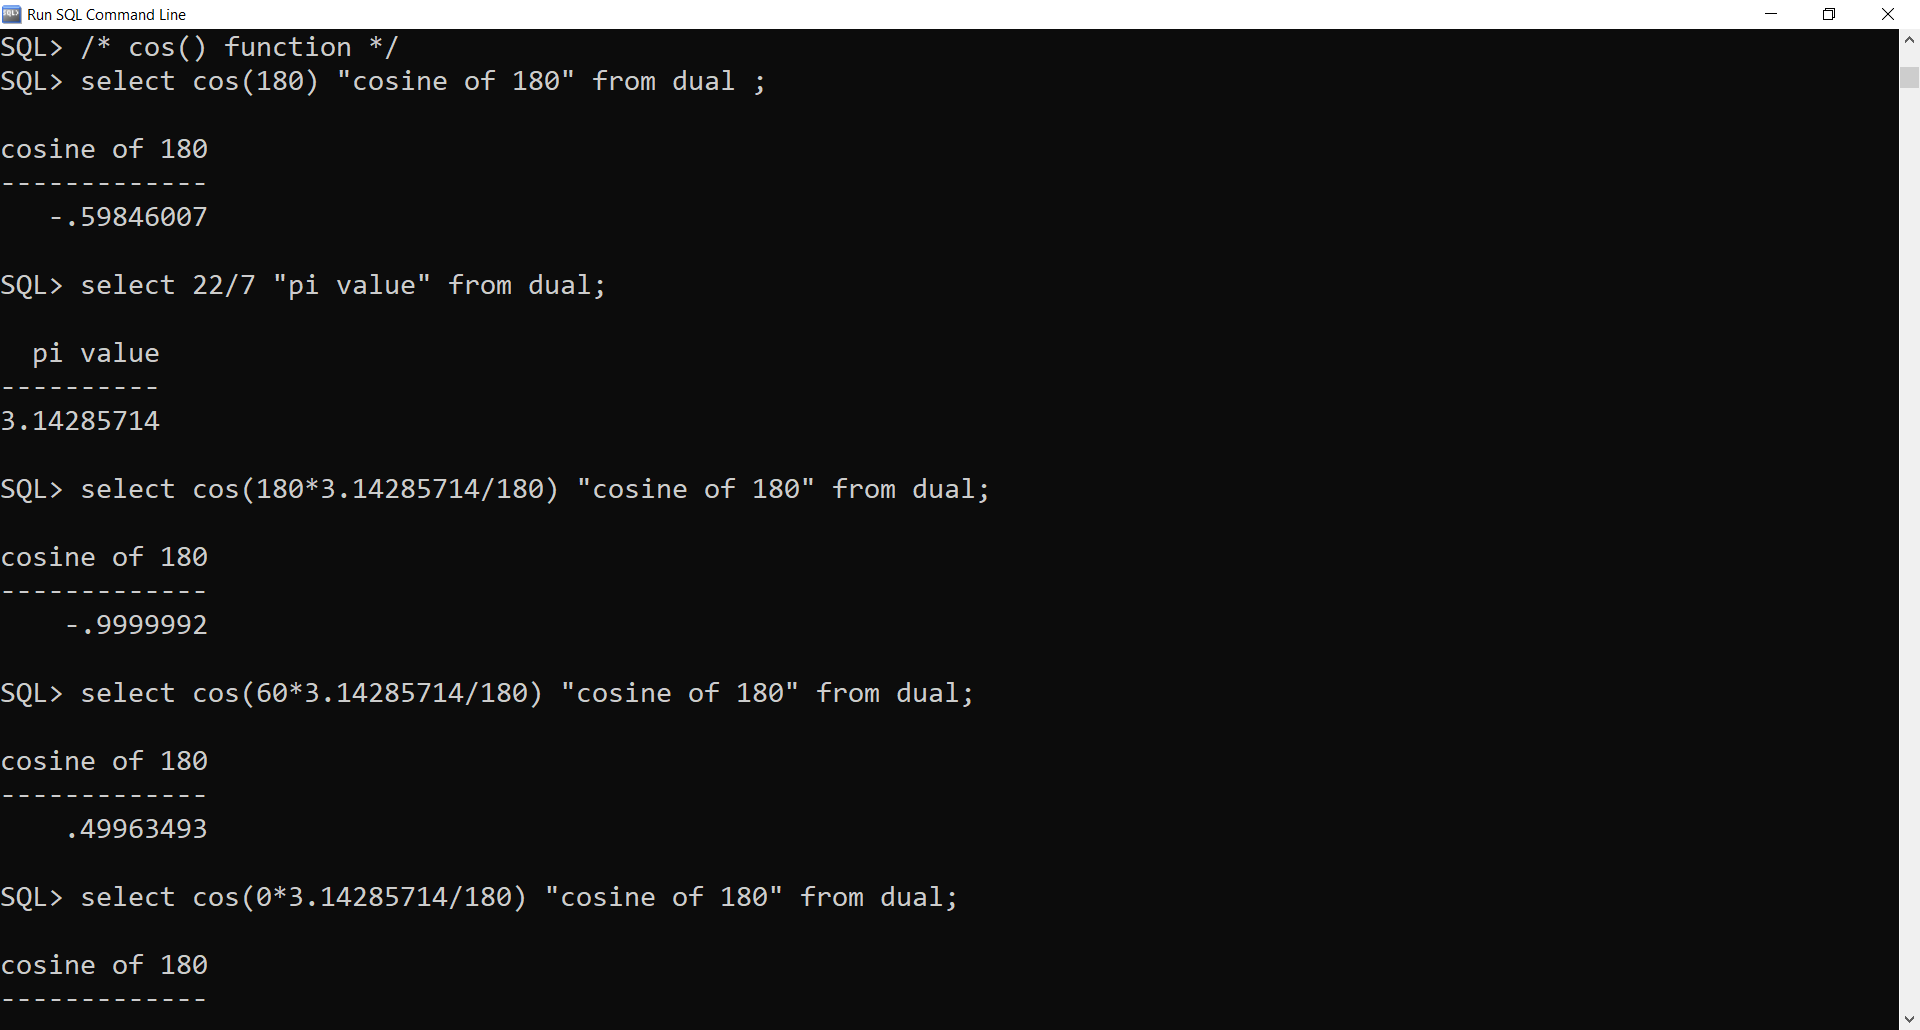 Run SQL Command Line
SQL> /* cos() function */
SQL> select cos(180) "cosine of 180" from dual ;
cosine of 180
-------------
-.59846007
SQL> select 22/7 "pi value" from dual;
pi value
----------
3.14285714
SQL> select cos(180*3.14285714/180) "cosine of 180" from dual;
cosine of 180
-------------
-.9999992
SQL> select cos(60*3.14285714/180) "cosine of 180" from dual;
cosine of 180
-------------
.49963493
SQL> select cos(0*3.14285714/180) "cosine of 180" from dual;
cosine of 180
-------------